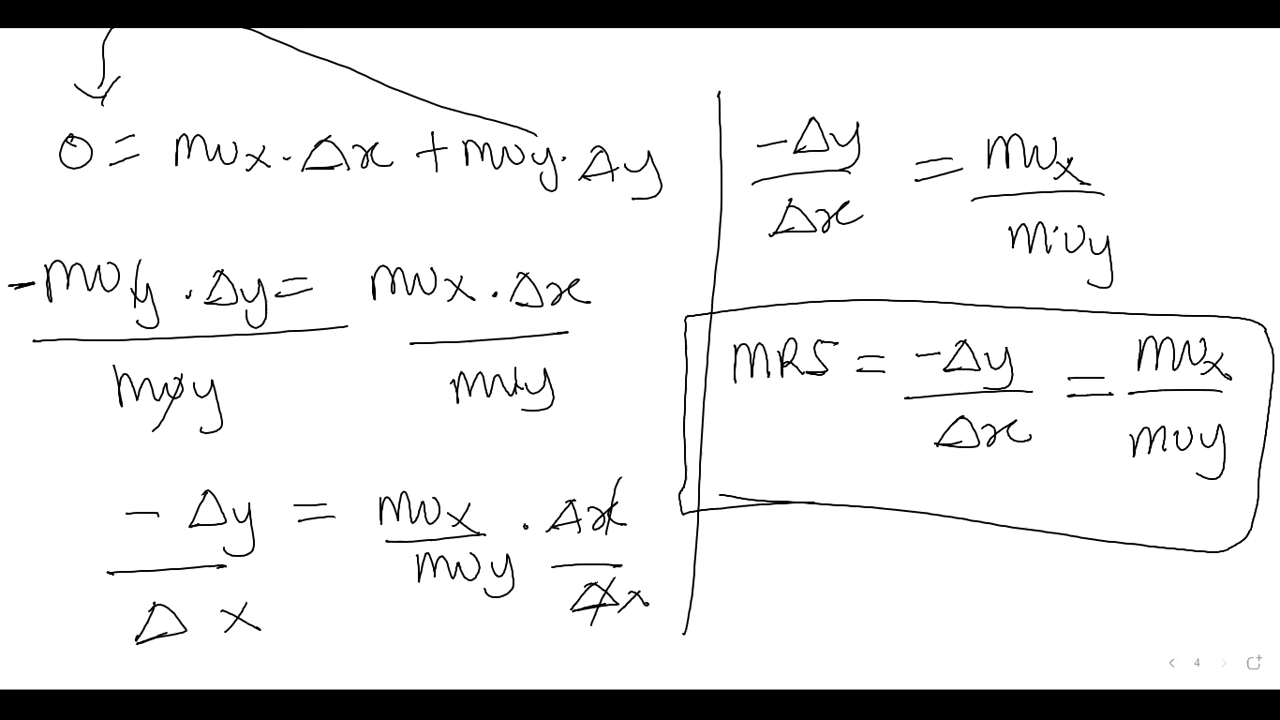 0 = mux . Δx + muy . Δy
-muy . Δy = mux . Δx
muy muy
- Δy = mux . Δx
Δ x muy Δx
-Δy = mux
Δx muy
MRS = -Δy = mux
Δx muy
4